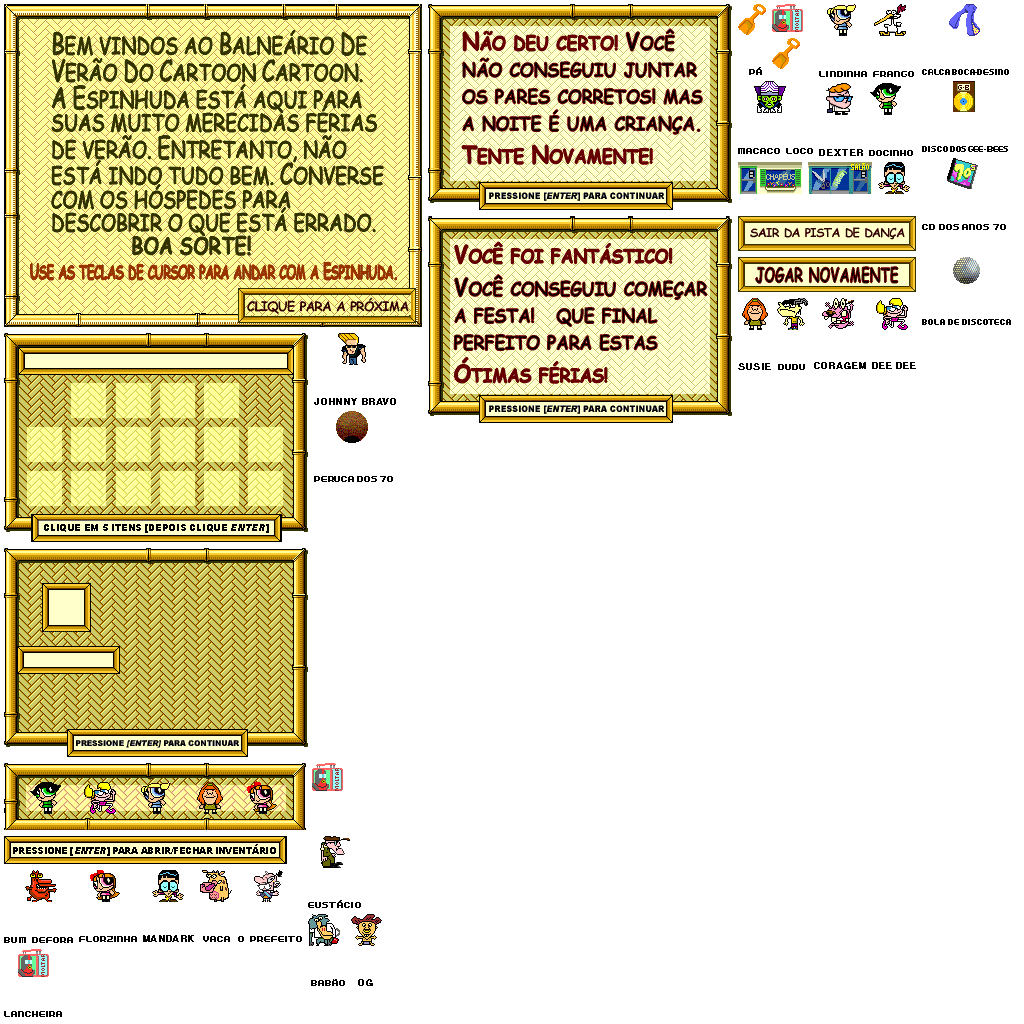 BEM VINDOS AO BALNEÁRIO DE
VERÃO DO CARTOON CARTOON.
A ESPINHUDA ESTÁ AQUI PARA
SUAS MUITO MERECIDAS FÉRIAS
DE VERÃO. ENTRETANTO, NÃO
ESTÁ INDO TUDO BEM. CONVERSE
COM OS HÓSPEDES PARA
DESCOBRIR O QUE ESTÁ ERRADO.
BOA SORTE!
USE AS TECLAS DE CURSOR PARA ANDAR COM A ESPINHUDA.
CLIQUE PARA A PRÓXIMA
NÃO DEU CERTO! VOCÊ
NÃO CONSEGUIU JUNTAR
OS PARES CORRETOS! MAS
A NOITE É UMA CRIANÇA.
TENTE NOVAMENTE!
PRESSIONE [ENTER] PARA CONTINUAR
VOCÊ FOI FANTÁSTICO!
VOCÊ CONSEGUIU COMEÇAR
A FESTA! QUE FINAL
PERFEITO PARA ESTAS
ÓTIMAS FÉRIAS!
PRESSIONE [ENTER] PARA CONTINUAR
VOLTAR
PÁ
LINDINHA
FRANGO
CALCA BOCA-DE-SINO
MACACO LOCO
DEXTER
DOCINHO
DISCO DOS GEE-BEES
CHAPÉUS
SALÃO
CD DOS ANOS 70
SAIR DA PISTA DE DANÇA
JOGAR NOVAMENTE
BOLA DE DISCOTECA
SUSIE
DUDU
CORAGEM
DEE DEE
JOHNNY BRAVO
PERUCA DOS 70
CLIQUE EM 5 ITENS [DEPOIS CLIQUE ENTER]
PRESSIONE [ENTER] PARA CONTINUAR
VOLTAR
PRESSIONE [ENTER] PARA ABRIR/FECHAR INVENTÁRIO
EUSTÁCIO
BUM DEFORA
FLORZINHA
MANDARK
VACA
O PREFEITO
BABÃO
OG
VOLTAR
LANCHEIRA